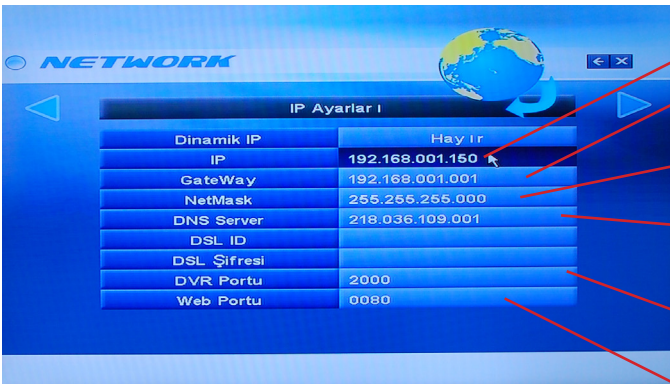 NETWORK
IP Ayarları
Dinamik IP Hayır
IP 192.168.001.150
GateWay 192.168.001.001
NetMask 255.255.255.000
DNS Server 218.036.109.001
DSL ID
DSL Şifresi
DVR Portu 2000
Web Portu 0080